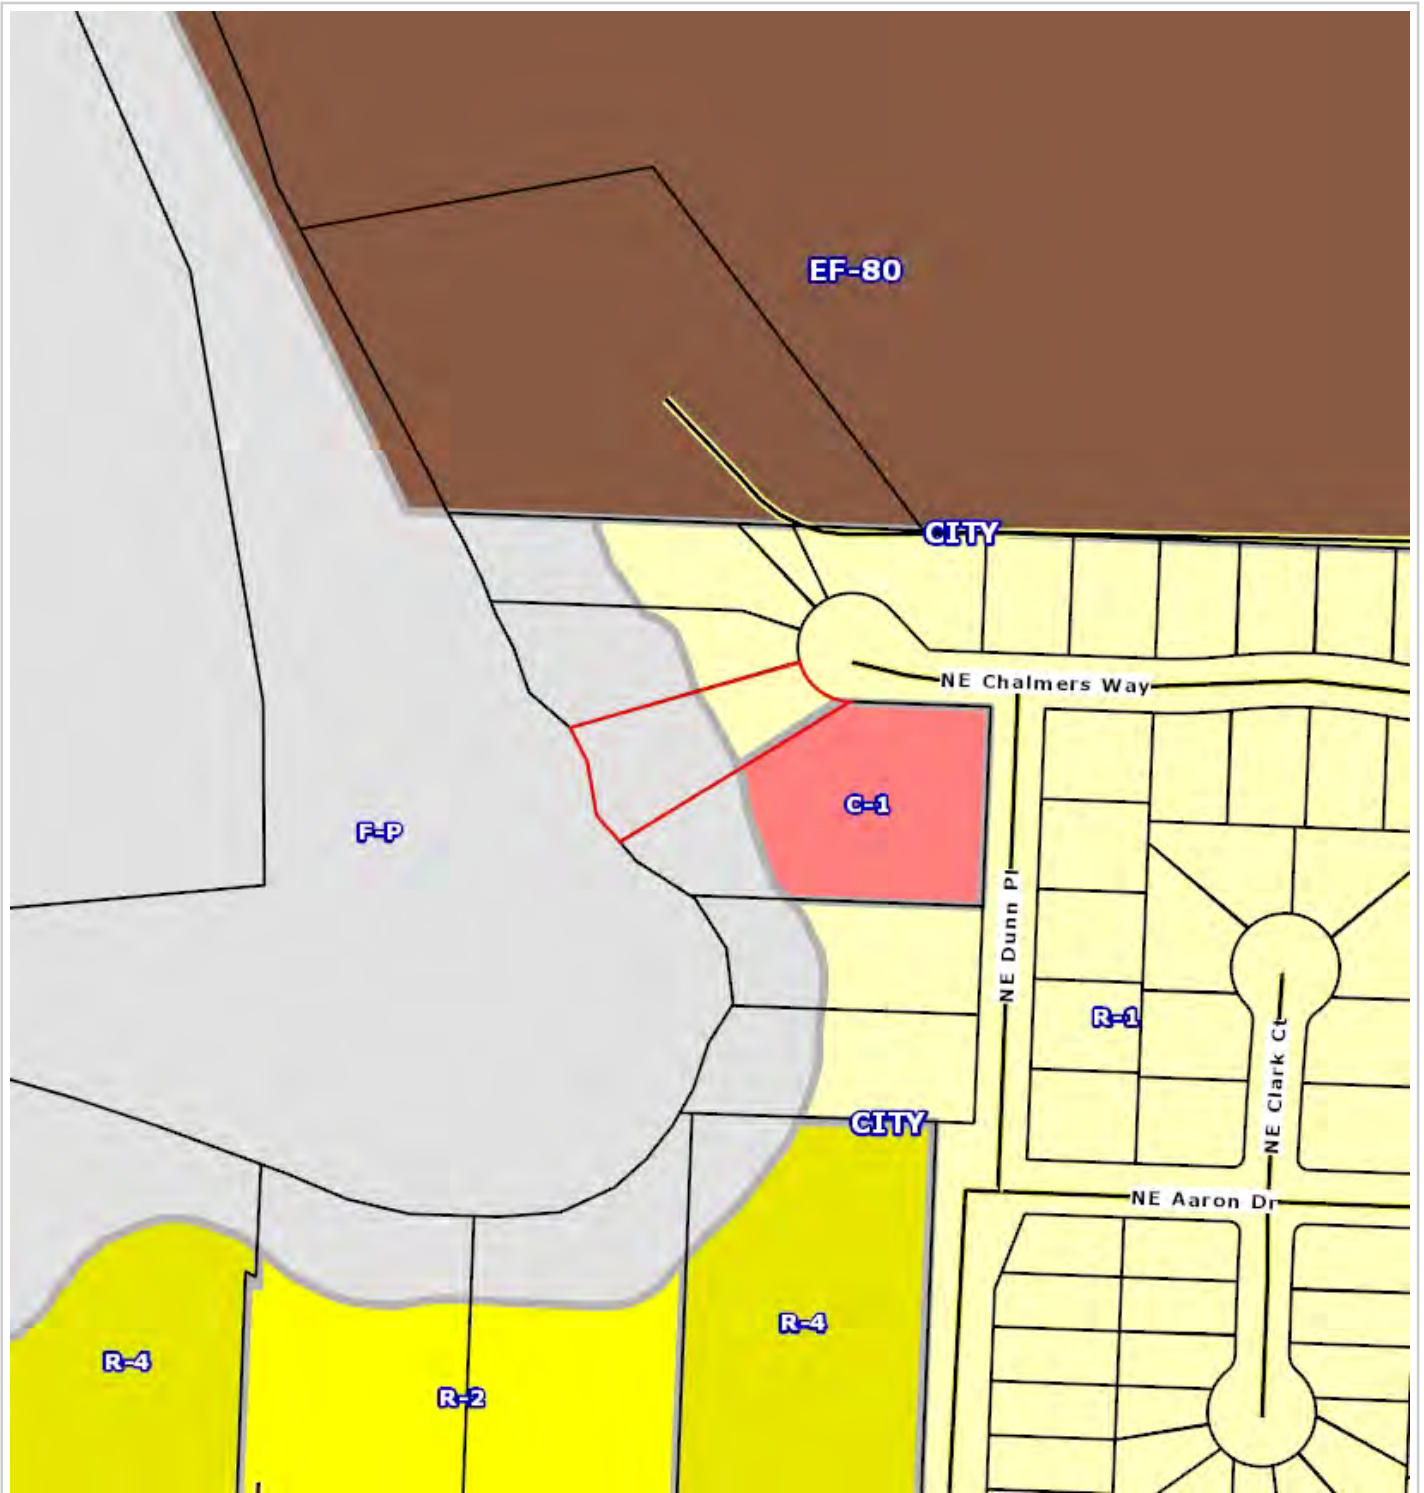 EF-80
CITY
NE Chalmers Way
C-1
F-P
NE Dunn Pl
R-1
NE Clark Ct
CITY
NE Aaron Dr
R-4
R-4
R-2